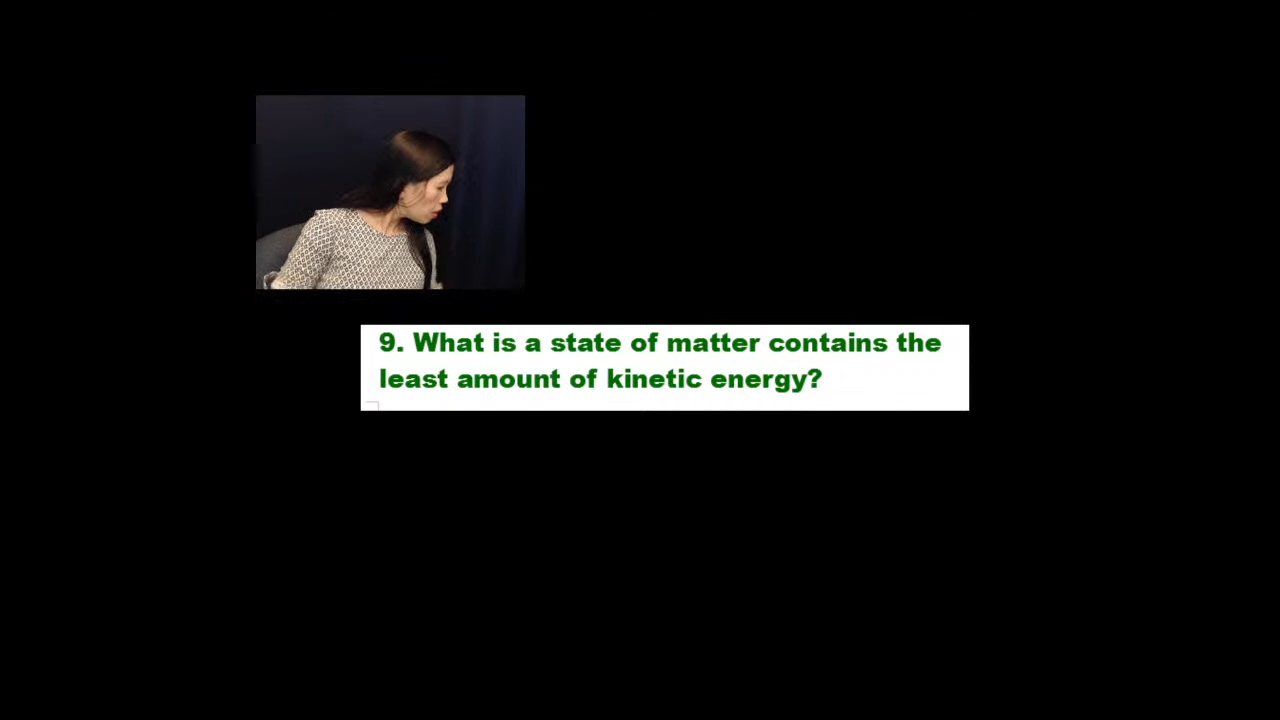 9. What is a state of matter contains the
least amount of kinetic energy?